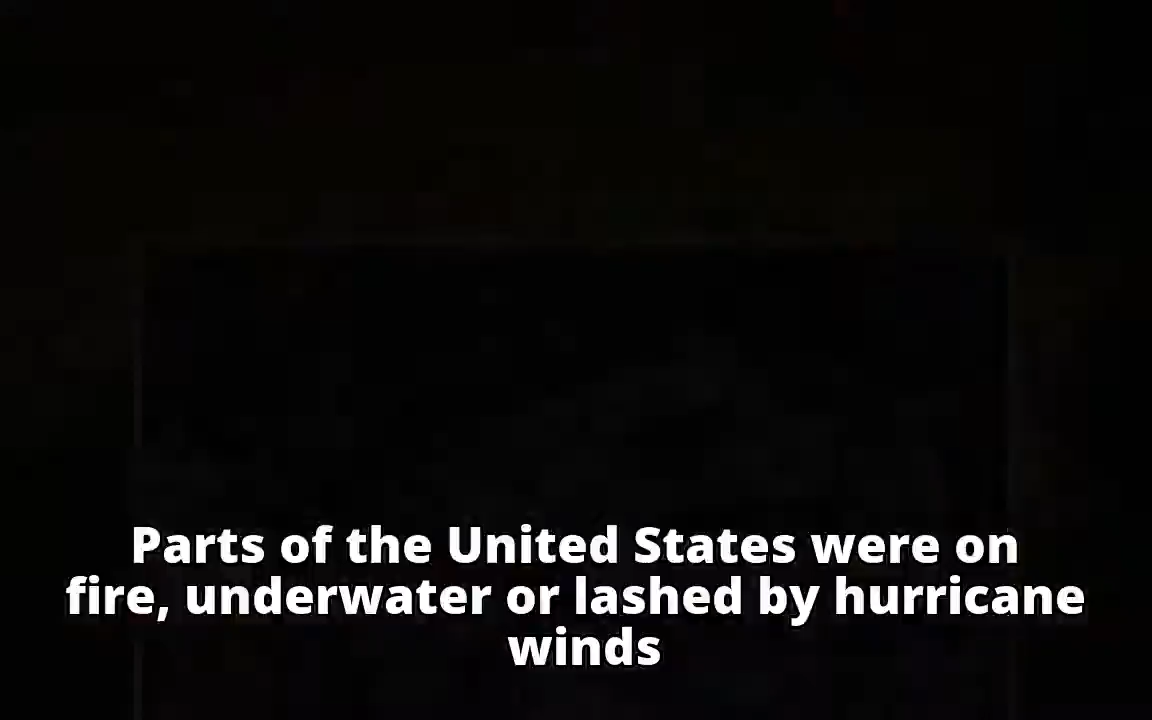 Parts of the United States were on
fire, underwater or lashed by hurricane
winds